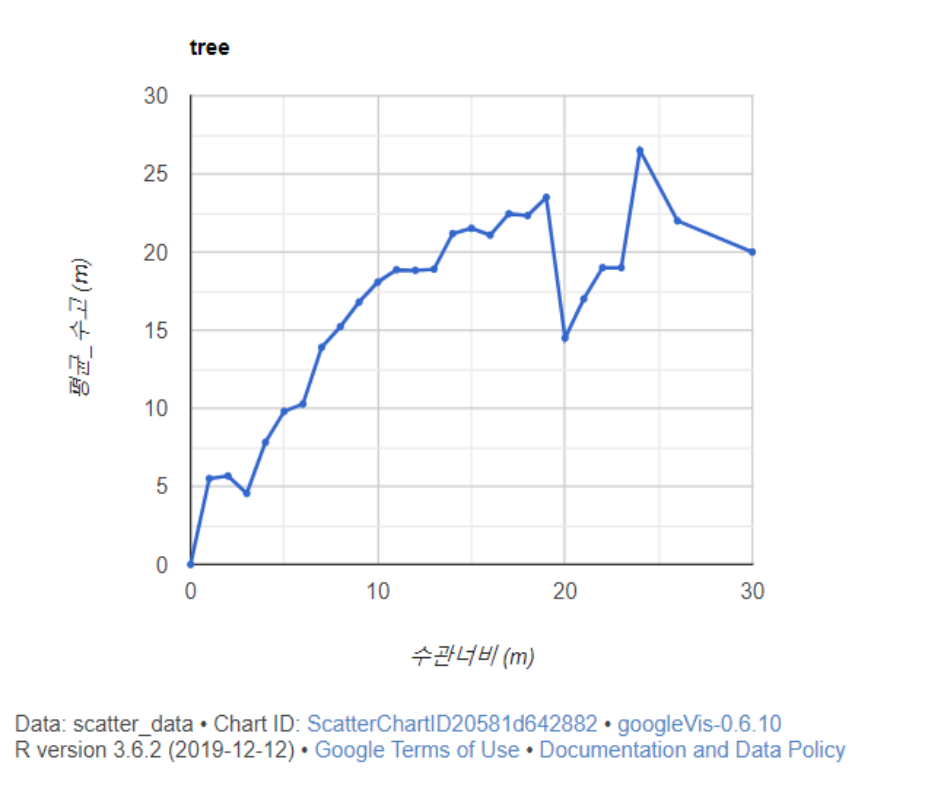 tree
30
25
20
15
10
5
0
평균_수고 (m)
0 10 20 30
수관너비 (m)
Data: scatter_data • Chart ID: ScatterChartID20581d642882 • googleVis-0.6.10
R version 3.6.2 (2019-12-12) • Google Terms of Use • Documentation and Data Policy